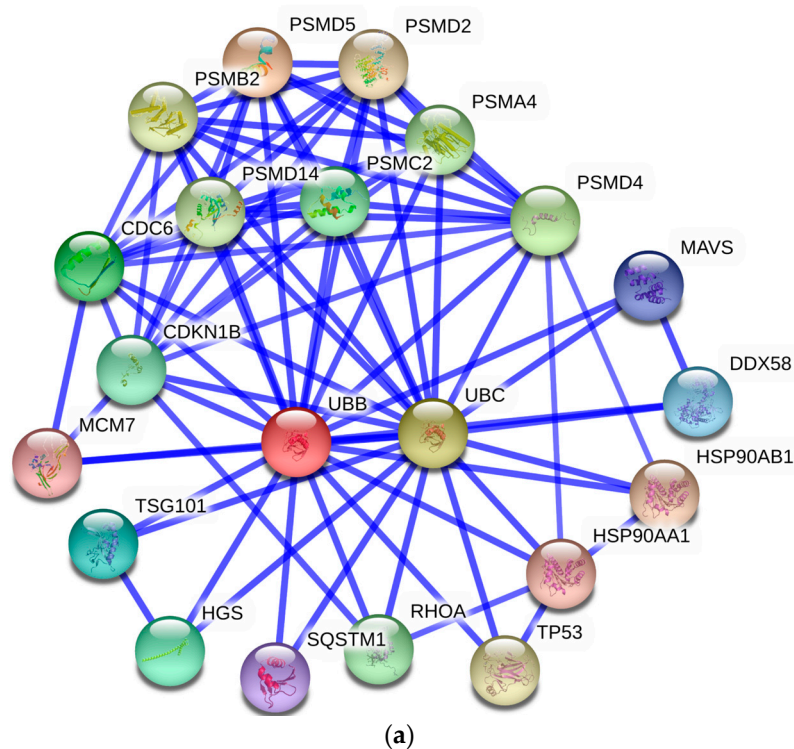 PSMD5
PSMD2
PSMB2
PSMA4
PSMD14
PSMC2
PSMD4
CDC6
MAVS
CDKN1B
DDX58
UBB
UBC
MCM7
HSP90AB1
TSG101
HSP90AA1
HGS
RHOA
SQSTM1
TP53
(a)